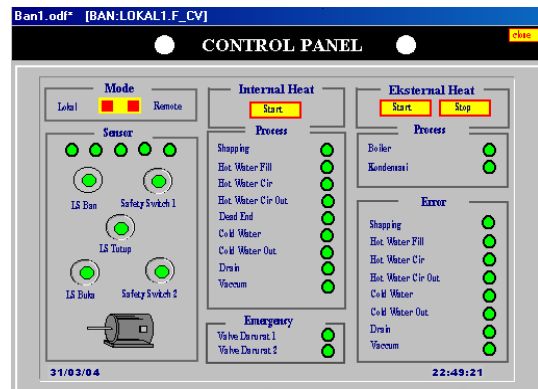 Ban1.odf* [BAN:LOKAL1.F_CV]
CONTROL PANEL
close
Mode
Lokal Remote
Sensor
LS Ban
Safety Switch 1
LS Tutup
LS Buka
Safety Switch 2
Internal Heat
Start
Process
Shapping
Hot Water Fill
Hot Water Cir
Hot Water Cir Out
Dead End
Cold Water
Cold Water Out
Drain
Vaccum
Emergency
Valve Darurat 1
Valve Darurat 2
Eksternal Heat
Start Stop
Process
Boiler
Kondensasi
Error
Shapping
Hot Water Fill
Hot Water Cir
Hot Water Cir Out
Cold Water
Cold Water Out
Drain
Vaccum
31/03/04
22:49:21